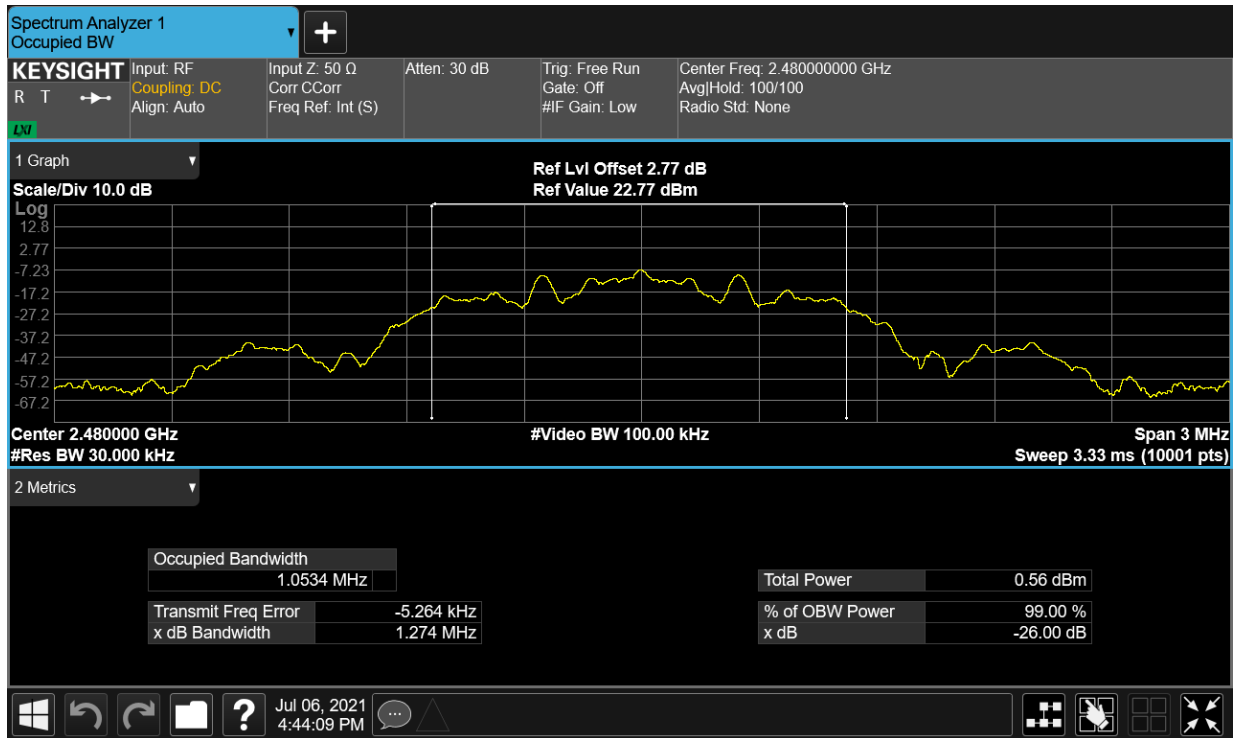 Spectrum Analyzer 1
Occupied BW
KEYSIGHT
R T
LXI
Input: RF
Coupling: DC
Align: Auto
Input Z: 50 Ω
Corr CCorr
Freq Ref: Int (S)
Atten: 30 dB
Trig: Free Run
Gate: Off
#IF Gain: Low
Center Freq: 2.480000000 GHz
Avg|Hold: 100/100
Radio Std: None
1 Graph
Scale/Div 10.0 dB
Ref Lvl Offset 2.77 dB
Ref Value 22.77 dBm
Log
12.8
2.77
-7.23
-17.2
-27.2
-37.2
-47.2
-57.2
-67.2
Center 2.480000 GHz
#Res BW 30.000 kHz
#Video BW 100.00 kHz
Span 3 MHz
Sweep 3.33 ms (10001 pts)
2 Metrics
Occupied Bandwidth
1.0534 MHz
Transmit Freq Error -5.264 kHz
x dB Bandwidth 1.274 MHz
Total Power 0.56 dBm
% of OBW Power 99.00 %
x dB -26.00 dB
?
Jul 06, 2021
4:44:09 PM